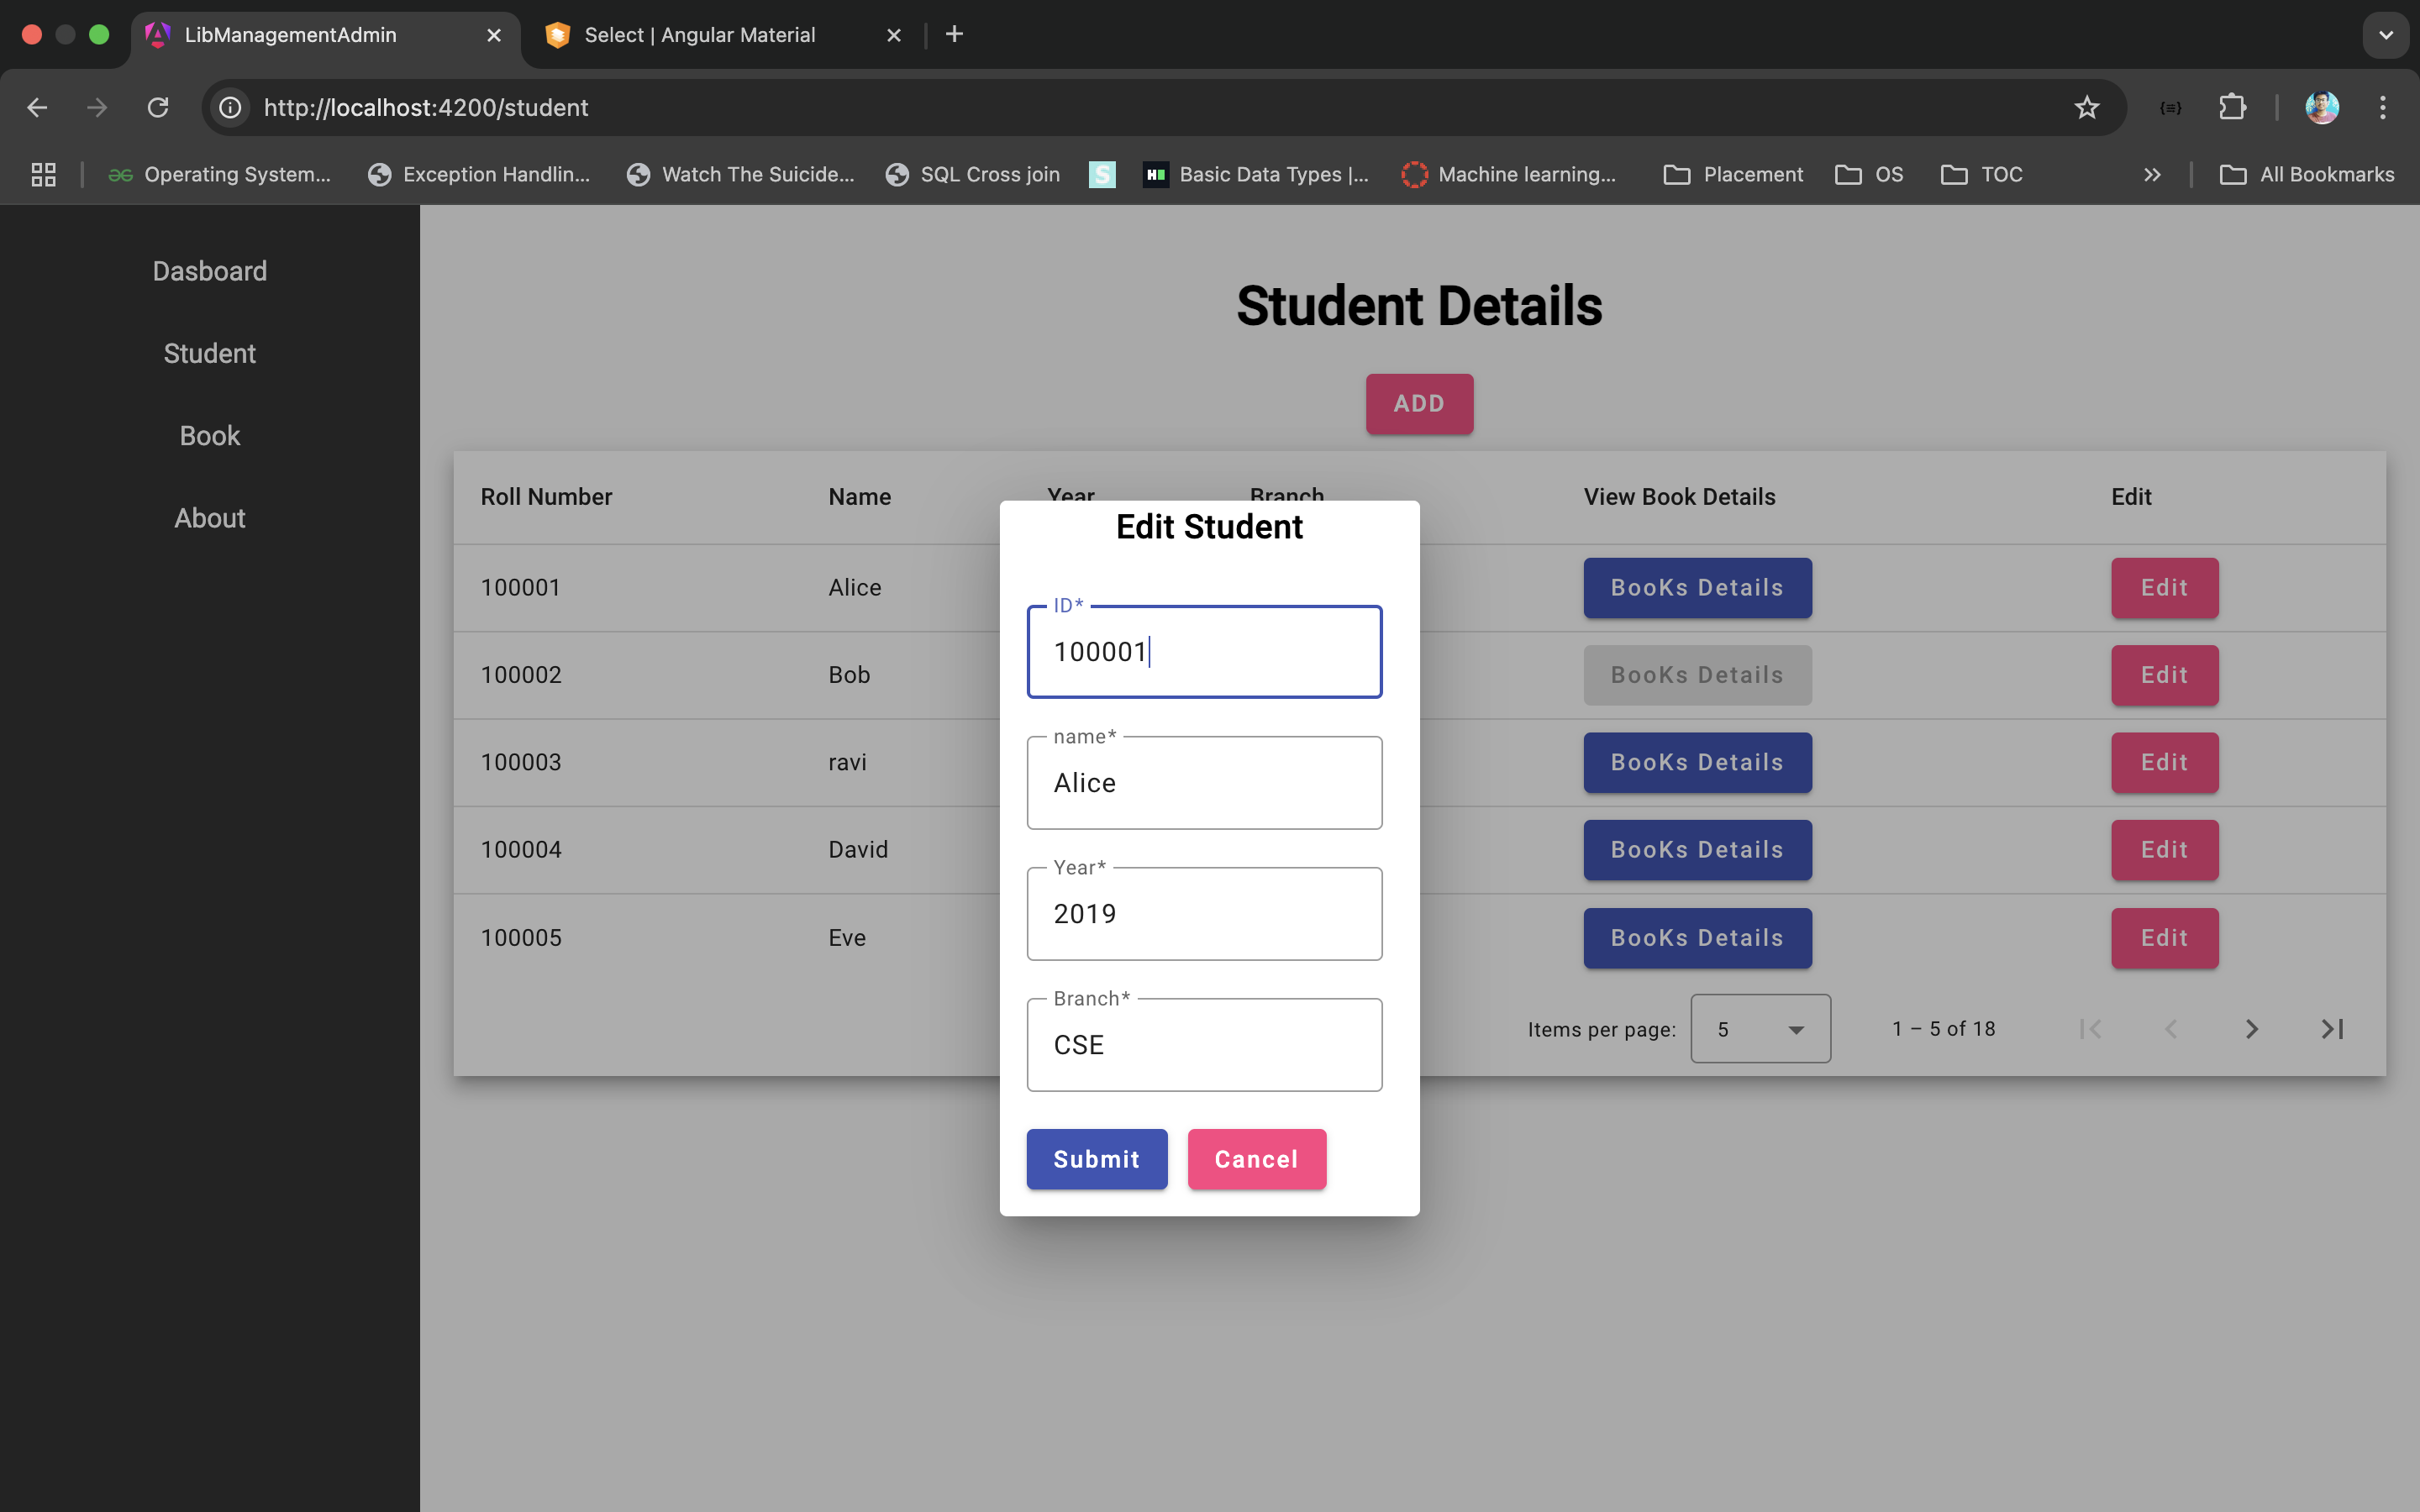 LibManagementAdmin
Select | Angular Material
http://localhost:4200/student
Operating System...
Exception Handlin...
Watch The Suicide...
SQL Cross join
S
H
Basic Data Types |...
Machine learning...
Placement
OS
TOC
All Bookmarks
Dasboard
Student
Book
About
Student Details
ADD
Roll Number Name Year Branch View Book Details Edit
100001 Alice BooKs Details Edit
100002 Bob BooKs Details Edit
100003 ravi BooKs Details Edit
100004 David BooKs Details Edit
100005 Eve BooKs Details Edit
Items per page: 5 1 – 5 of 18
Edit Student
ID*
100001
name*
Alice
Year*
2019
Branch*
CSE
Submit Cancel